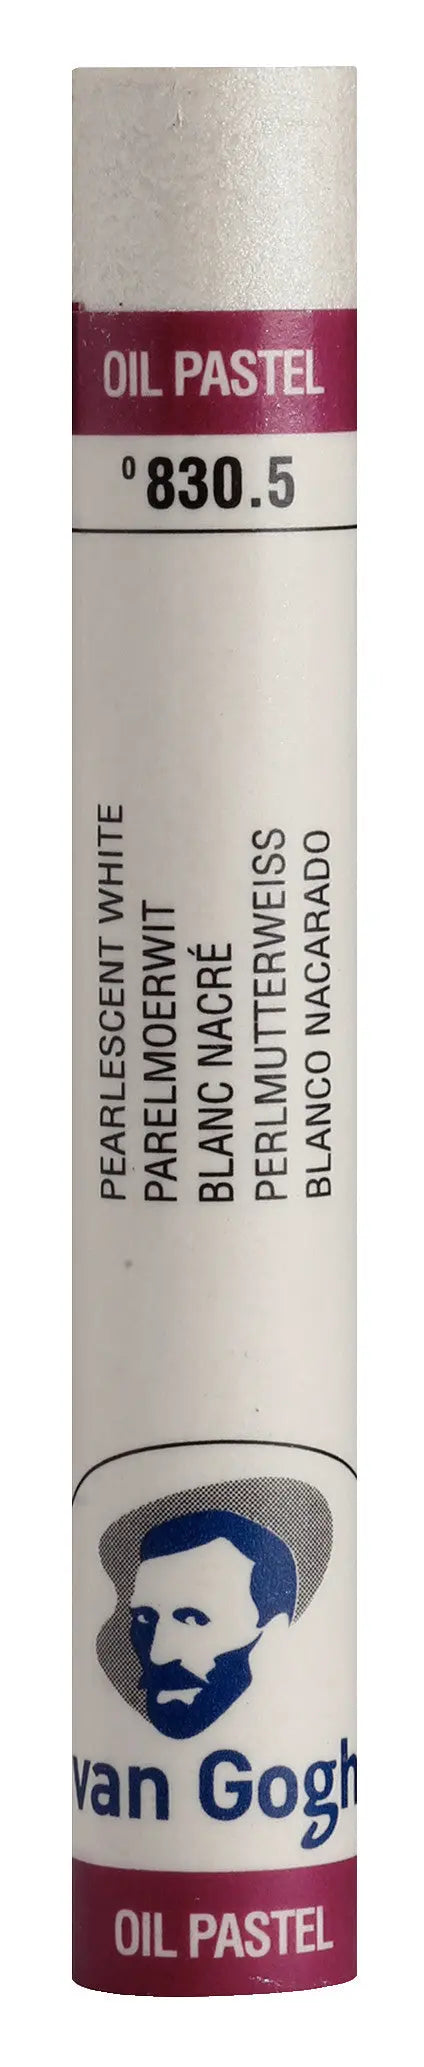 OIL PASTEL
0 830.5
PEARLESCENT WHITE
PARELMOERWIT
BLANC NACRÉ
PERLMUTTERWEISS
BLANCO NACARADO
van Gogh
OIL PASTEL